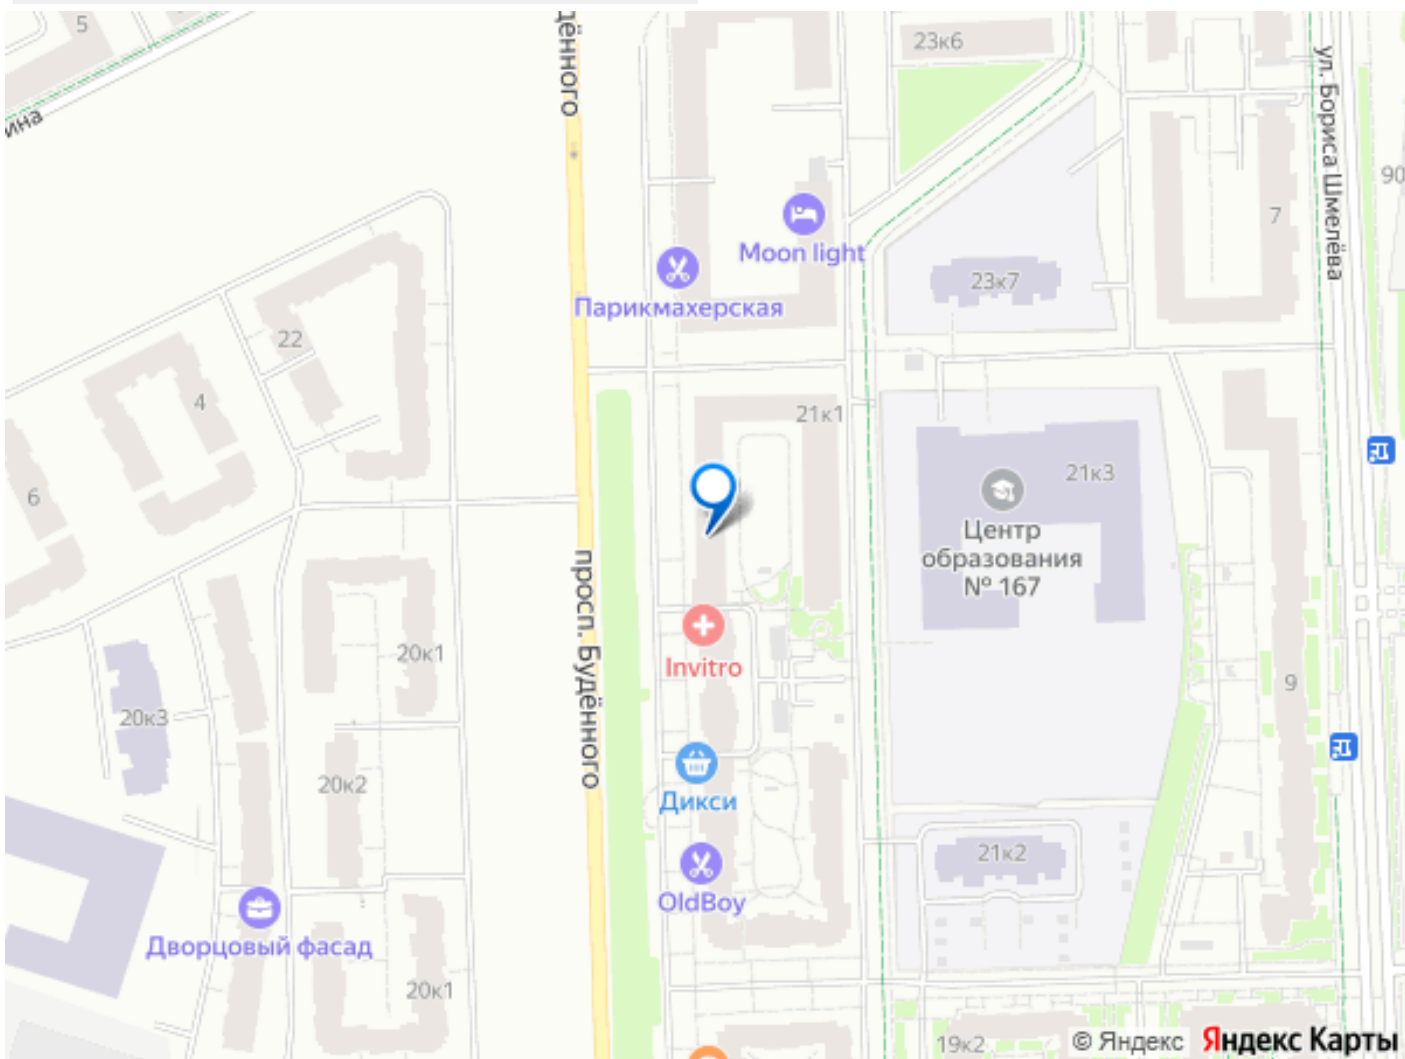 5
дённого
23к6
ул. Бориса Шмелёва
ина
90
7
Moon light
23к7
Парикмахерская
22
4
21к1
6
21к3
Центр
образования
№ 167
просп. Будённого
20к1
Invitro
9
20к3
20к2
Дикси
21к2
OldBoy
Дворцовый фасад
20к1
19к2
© Яндекс Яндекс Карты